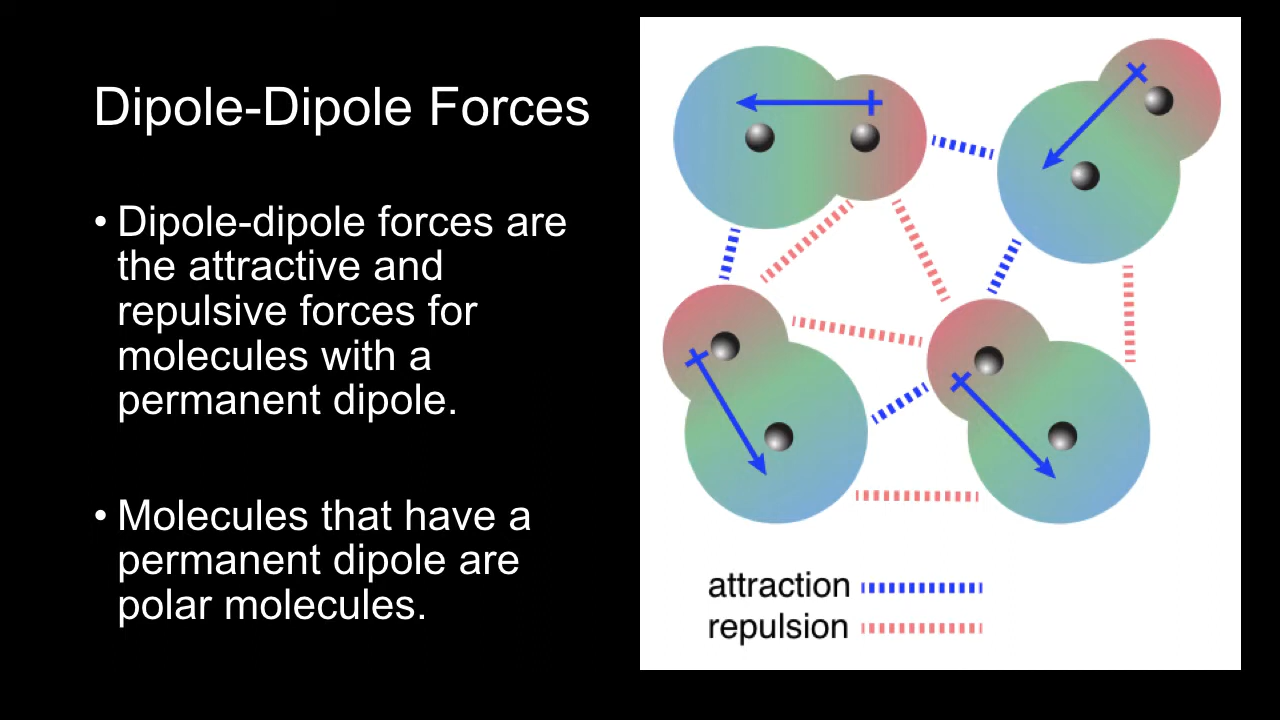 Dipole-Dipole Forces
• Dipole-dipole forces are
the attractive and
repulsive forces for
molecules with a
permanent dipole.
• Molecules that have a
permanent dipole are
polar molecules.
attraction
repulsion